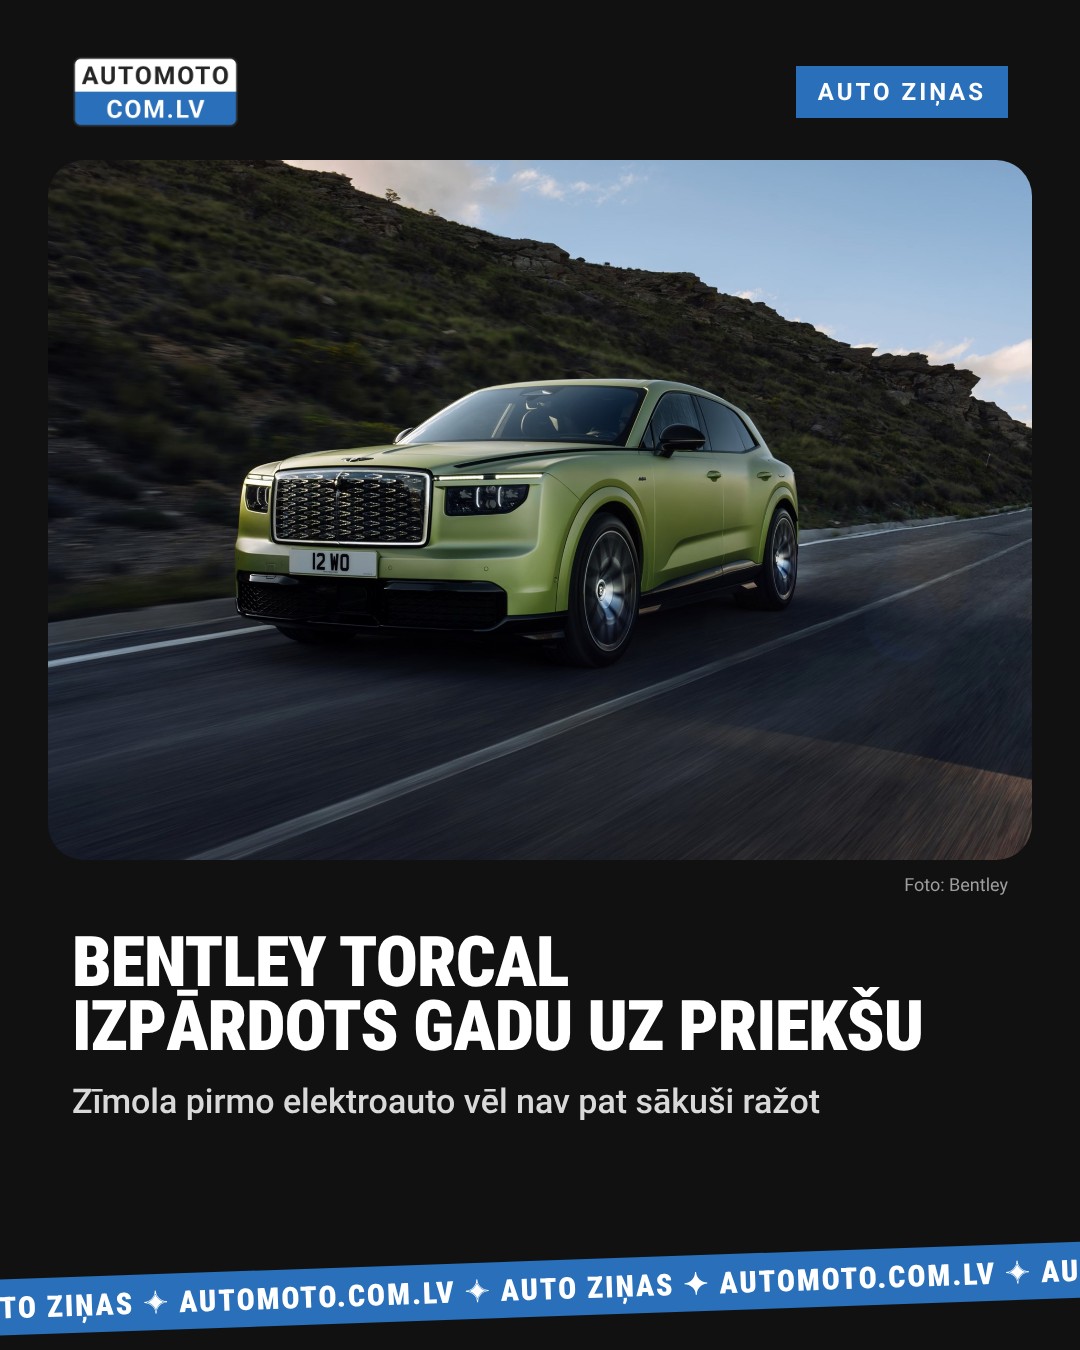 AUTOMOTO
COM.LV
AUTO ZIŅAS
12 WO
Foto: Bentley
BENTLEY TORCAL
IZPĀRDOTS GADU UZ PRIEKŠU
Zīmola pirmo elektroauto vēl nav pat sākuši ražot
TO ZIŅAS ✦ AUTOMOTO.COM.LV ✦ AUTO ZIŅAS ✦ AUTOMOTO.COM.LV ✦ AU